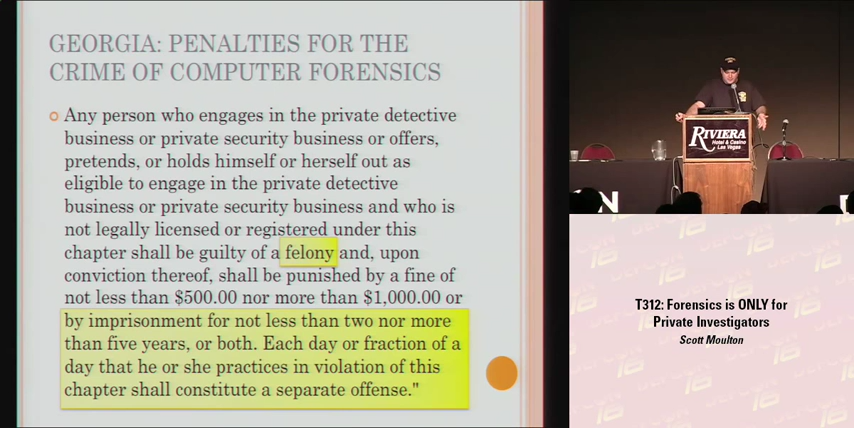 GEORGIA: PENALTIES FOR THE
CRIME OF COMPUTER FORENSICS
Any person who engages in the private detective
business or private security business or offers,
pretends, or holds himself or herself out as
eligible to engage in the private detective
business or private security business and who is
not legally licensed or registered under this
chapter shall be guilty of a felony and, upon
conviction thereof, shall be punished by a fine of
not less than $500.00 nor more than $1,000.00 or
by imprisonment for not less than two nor more
than five years, or both. Each day or fraction of a
day that he or she practices in violation of this
chapter shall constitute a separate offense."
RIVIERA
Hotel & Casino
Las Vegas
T312: Forensics is ONLY for
Private Investigators
Scott Moulton